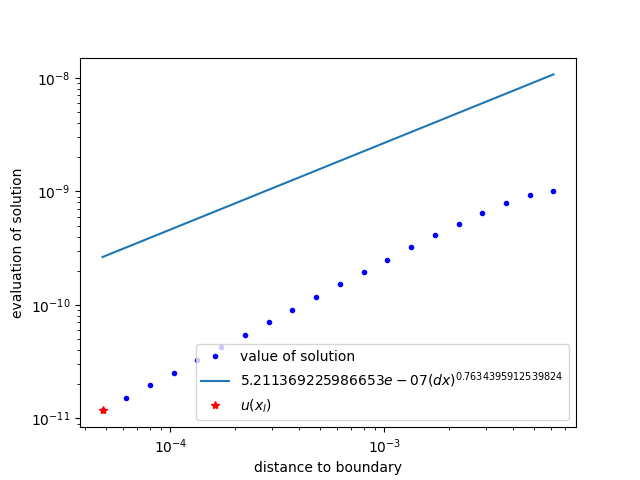 10⁻⁸
10⁻⁹
10⁻¹⁰
10⁻¹¹
evaluation of solution
value of solution
5.211369225986653e − 07(dx)^0.7634395912539824
u(x_l)
10⁻⁴
10⁻³
distance to boundary